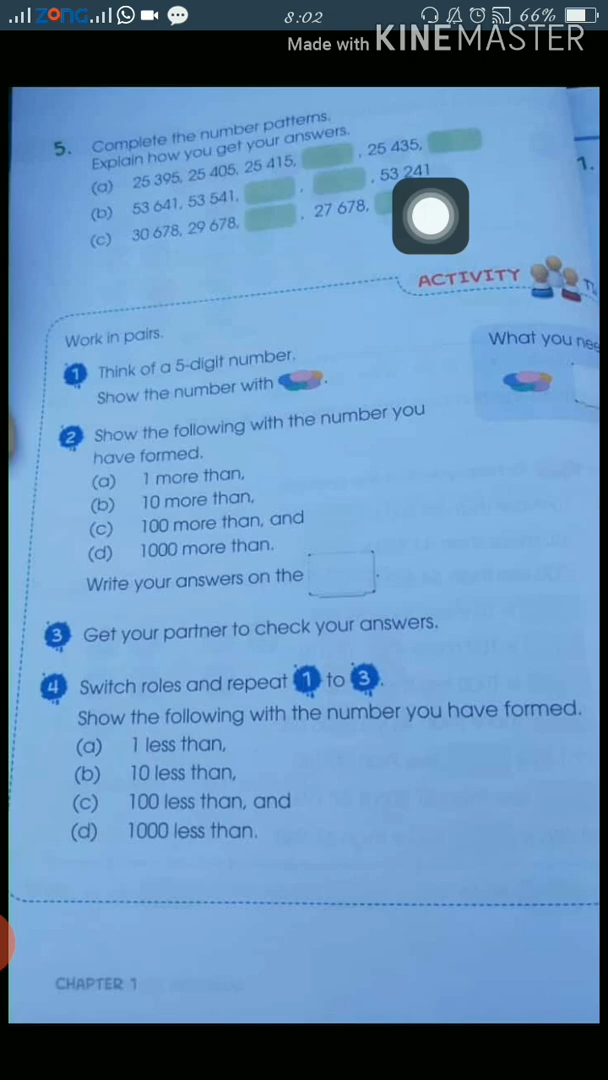 zong
8:02
66%
Made with KINEMASTER
5. Complete the number patterns.
Explain how you get your answers.
(a) 25 395, 25 405, 25 415, , 25 435,
(b) 53 641, 53 541, , , 53 241
(c) 30 678, 29 678, , 27 678,
1.
ACTIVITY
Work in pairs.
What you
1 Think of a 5-digit number.
Show the number with .
2 Show the following with the number you
have formed.
(a) 1 more than,
(b) 10 more than,
(c) 100 more than, and
(d) 1000 more than.
Write your answers on the .
3 Get your partner to check your answers.
4 Switch roles and repeat 1 to 3.
Show the following with the number you have formed.
(a) 1 less than,
(b) 10 less than,
(c) 100 less than, and
(d) 1000 less than.
CHAPTER 1